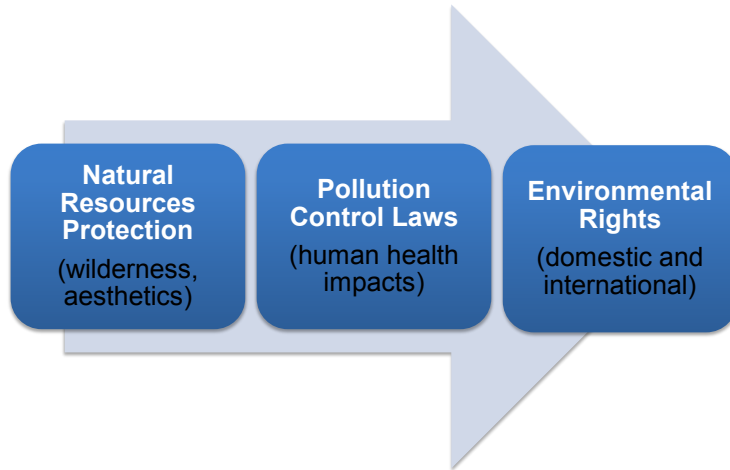 Natural
Resources
Protection
(wilderness,
aesthetics)
Pollution
Control Laws
(human health
impacts)
Environmental
Rights
(domestic and
international)